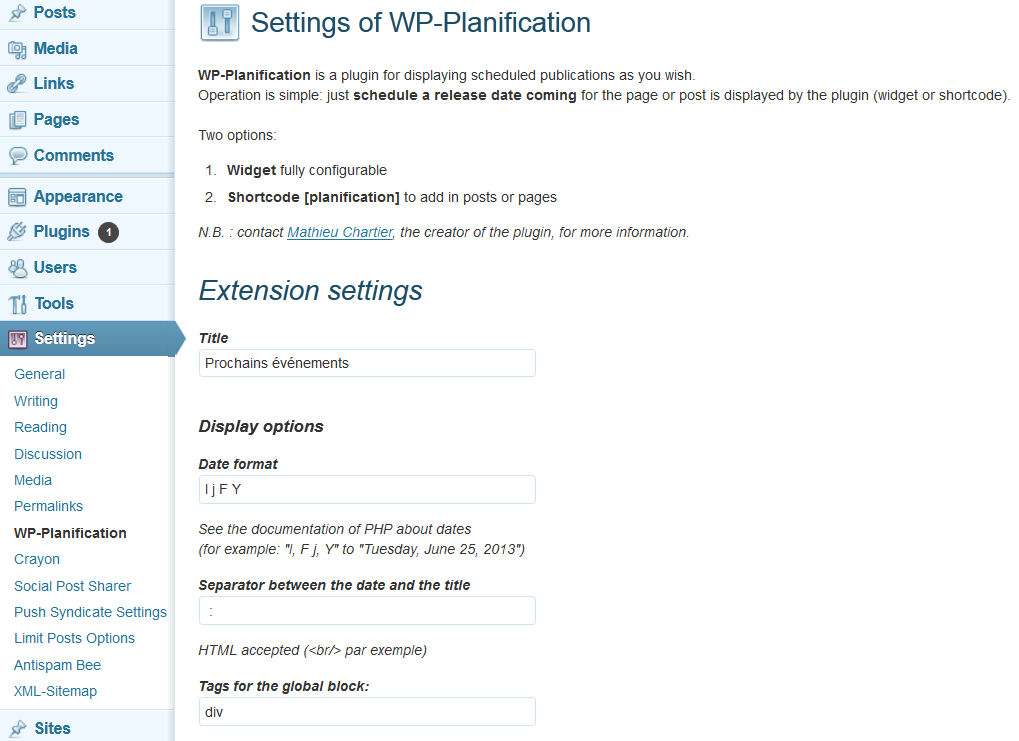 Posts
Media
Links
Pages
Comments
Appearance
Plugins 1
Users
Tools
Settings
General
Writing
Reading
Discussion
Media
Permalinks
WP-Planification
Crayon
Social Post Sharer
Push Syndicate Settings
Limit Posts Options
Antispam Bee
XML-Sitemap
Sites
Settings of WP-Planification
WP-Planification is a plugin for displaying scheduled publications as you wish.
Operation is simple: just schedule a release date coming for the page or post is displayed by the plugin (widget or shortcode).
Two options:
1. Widget fully configurable
2. Shortcode [planification] to add in posts or pages
N.B. : contact Mathieu Chartier, the creator of the plugin, for more information.
Extension settings
Title
Prochains événements
Display options
Date format
l j F Y
See the documentation of PHP about dates
(for example: "l, F j, Y" to "Tuesday, June 25, 2013")
Separator between the date and the title
:
HTML accepted (<br/> par exemple)
Tags for the global block:
div